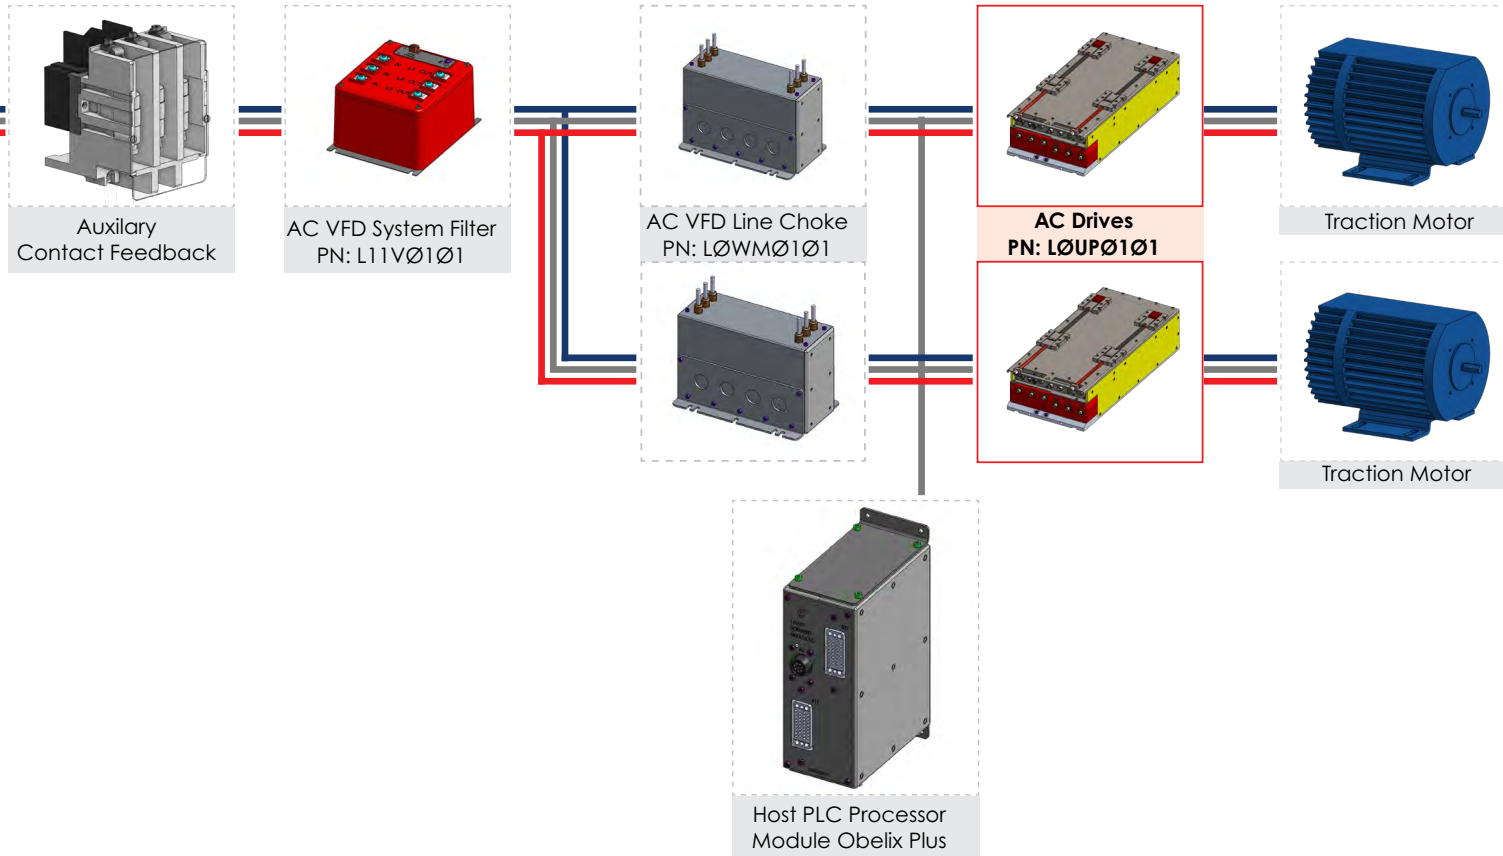 Auxilary
Contact Feedback
AC VFD System Filter
PN: L11VØ1Ø1
AC VFD Line Choke
PN: LØWMØ1Ø1
AC Drives
PN: LØUPØ1Ø1
Traction Motor
Traction Motor
Host PLC Processor
Module Obelix Plus